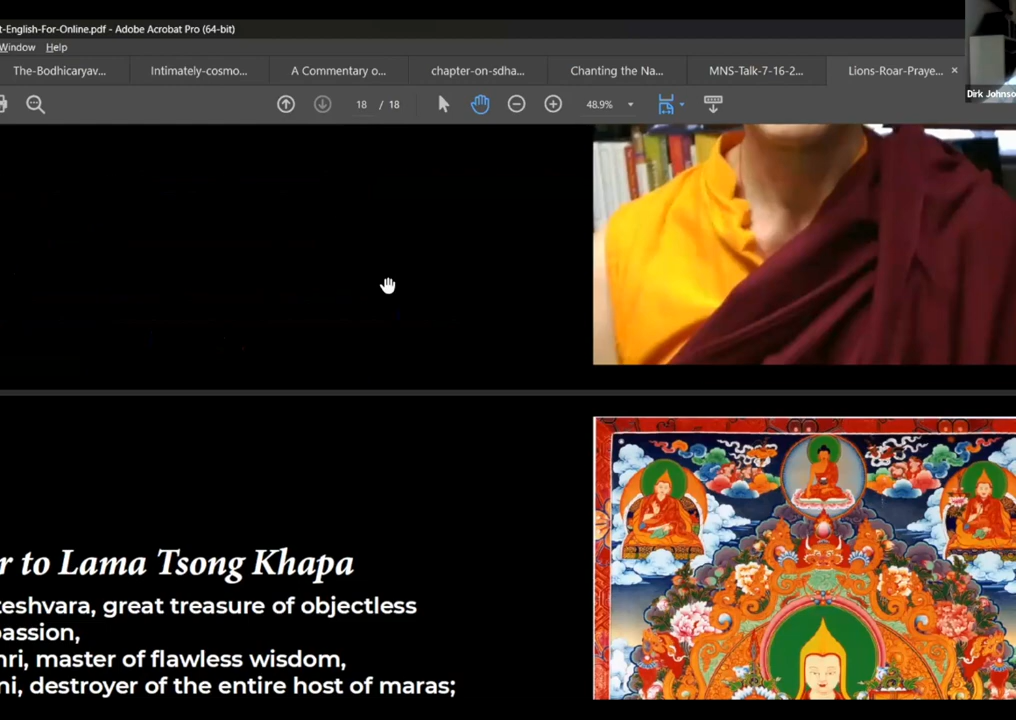 t-English-For-Online.pdf - Adobe Acrobat Pro (64-bit)
Window Help
The-Bodhicaryav... Intimately-cosmo... A Commentary o... chapter-on-sdha... Chanting the Na... MNS-Talk-7-16-2... Lions-Roar-Praye... ×
18 / 18 48.9%
Dirk Johnso
r to Lama Tsong Khapa
teshvara, great treasure of objectless
passion,
hri, master of flawless wisdom,
ni, destroyer of the entire host of maras;